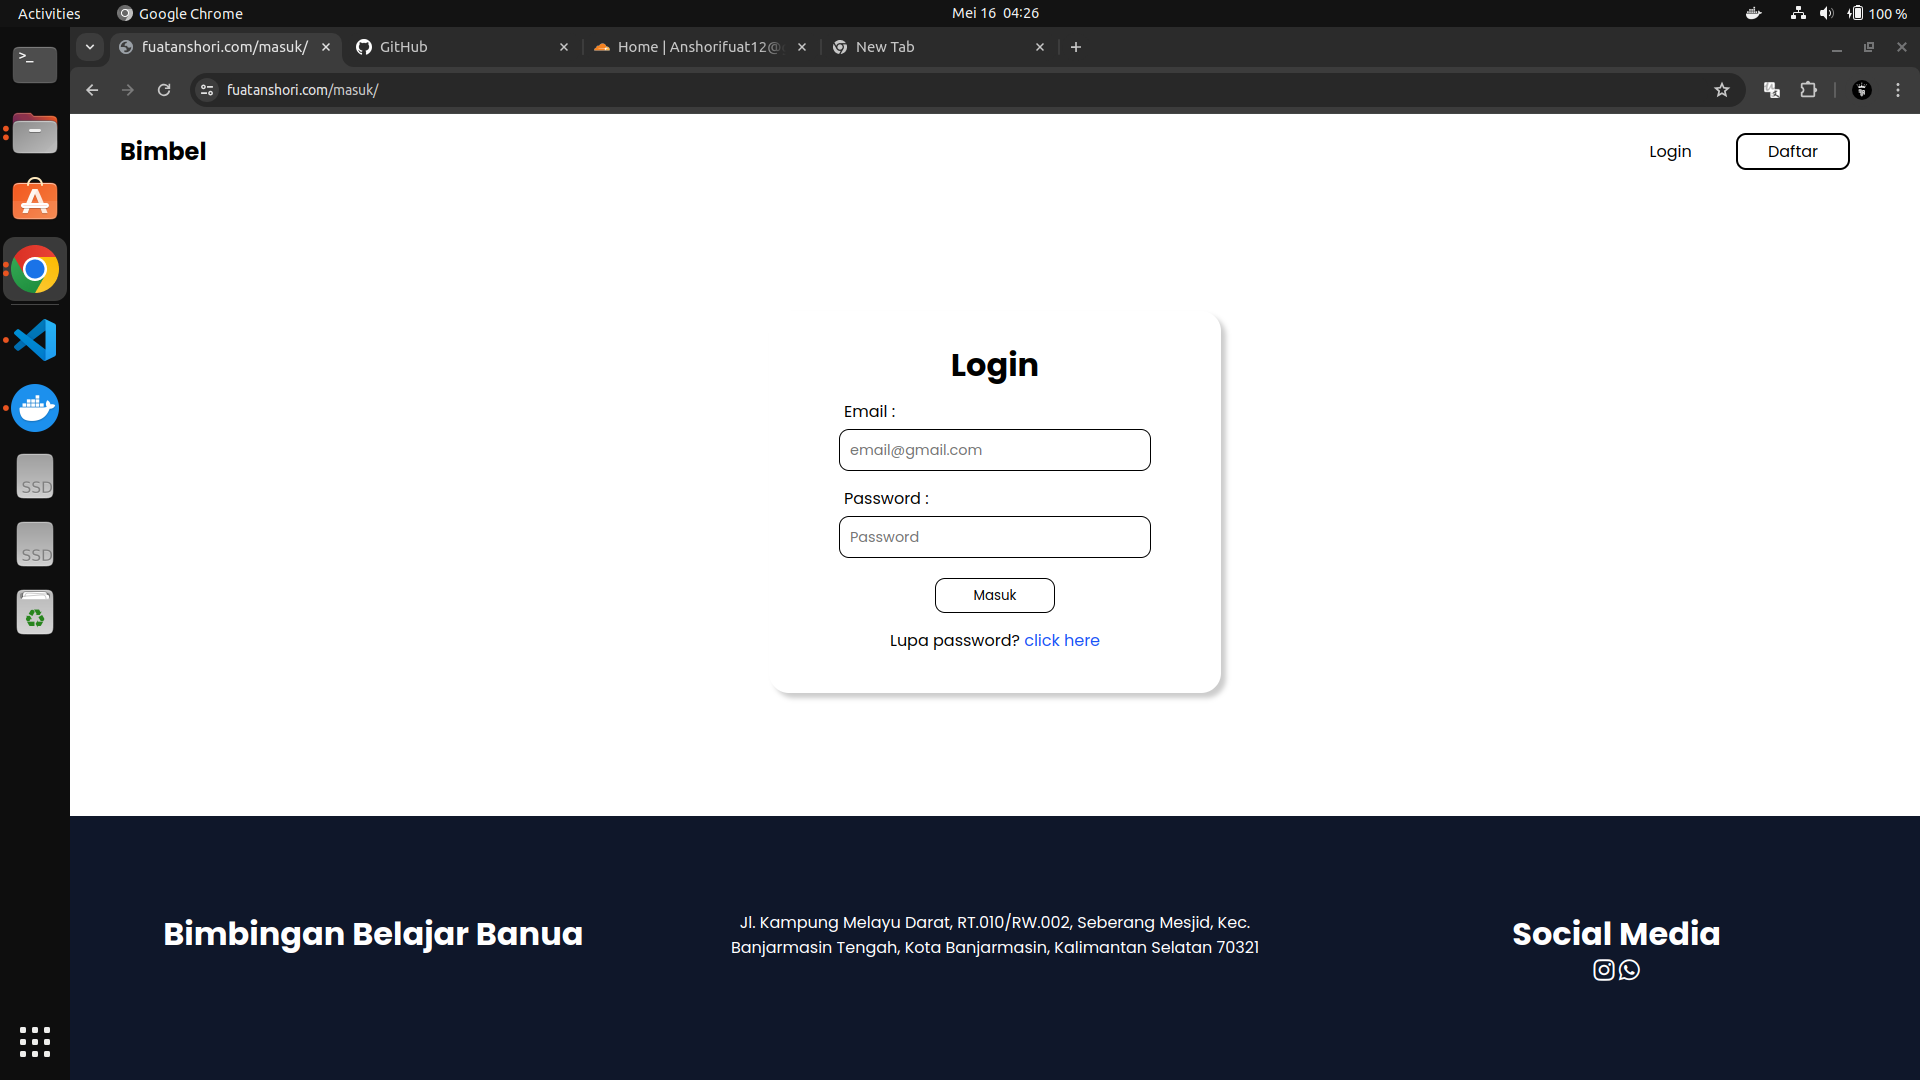 Activities
Google Chrome
Mei 16 04:26
100 %
fuatanshori.com/masuk/
GitHub
Home | Anshorifuat12@
New Tab
fuatanshori.com/masuk/
Bimbel
Login
Daftar
Login
Email :
email@gmail.com
Password :
Password
Masuk
Lupa password? click here
SSD
SSD
Bimbingan Belajar Banua
Jl. Kampung Melayu Darat, RT.010/RW.002, Seberang Mesjid, Kec.
Banjarmasin Tengah, Kota Banjarmasin, Kalimantan Selatan 70321
Social Media